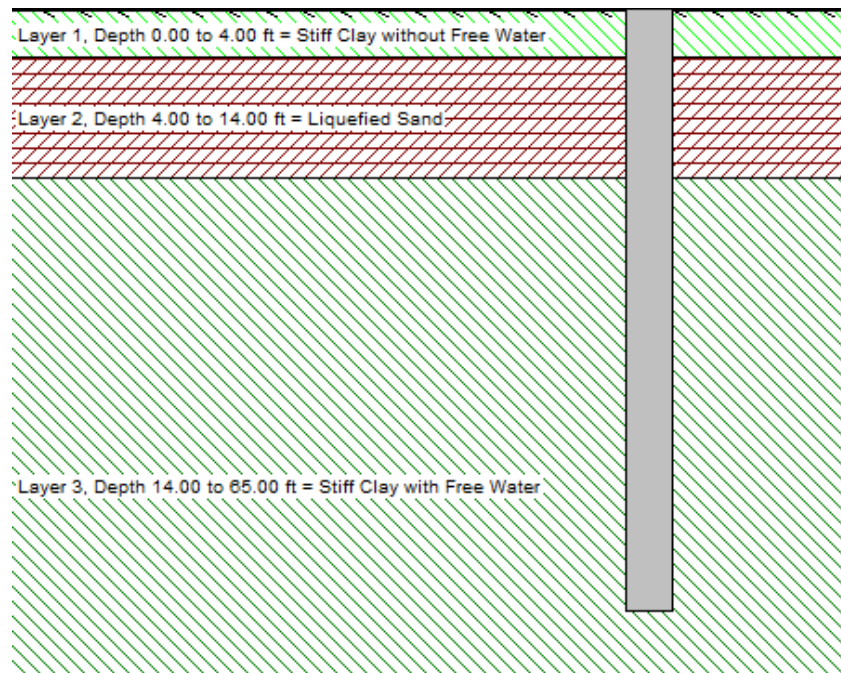 Layer 1, Depth 0.00 to 4.00 ft = Stiff Clay without Free Water
Layer 2, Depth 4.00 to 14.00 ft = Liquefied Sand
Layer 3, Depth 14.00 to 65.00 ft = Stiff Clay with Free Water